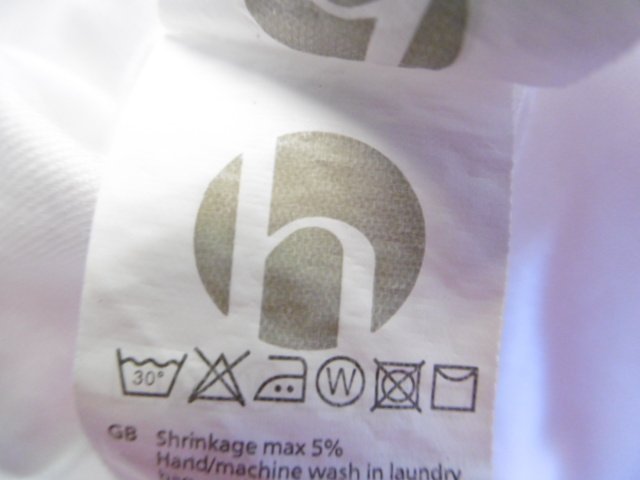 h
30°
W
GB Shrinkage max 5%
Hand/machine wash in laundry